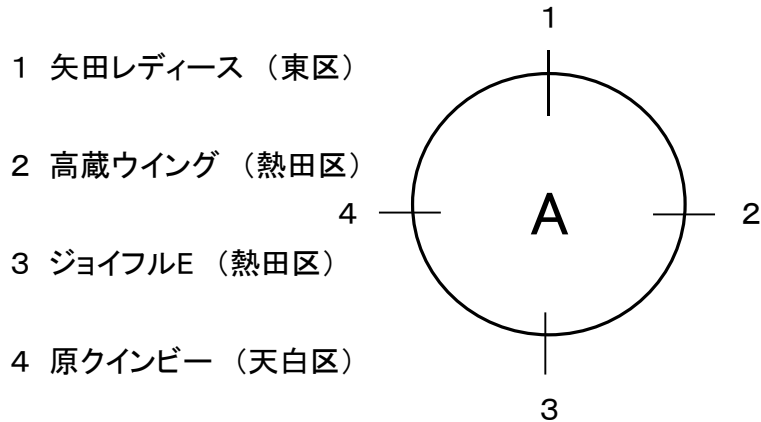 1 矢田レディース （東区）
2 高蔵ウイング （熱田区）
3 ジョイフルE （熱田区）
4 原クインビー （天白区）
1
4
A
2
3